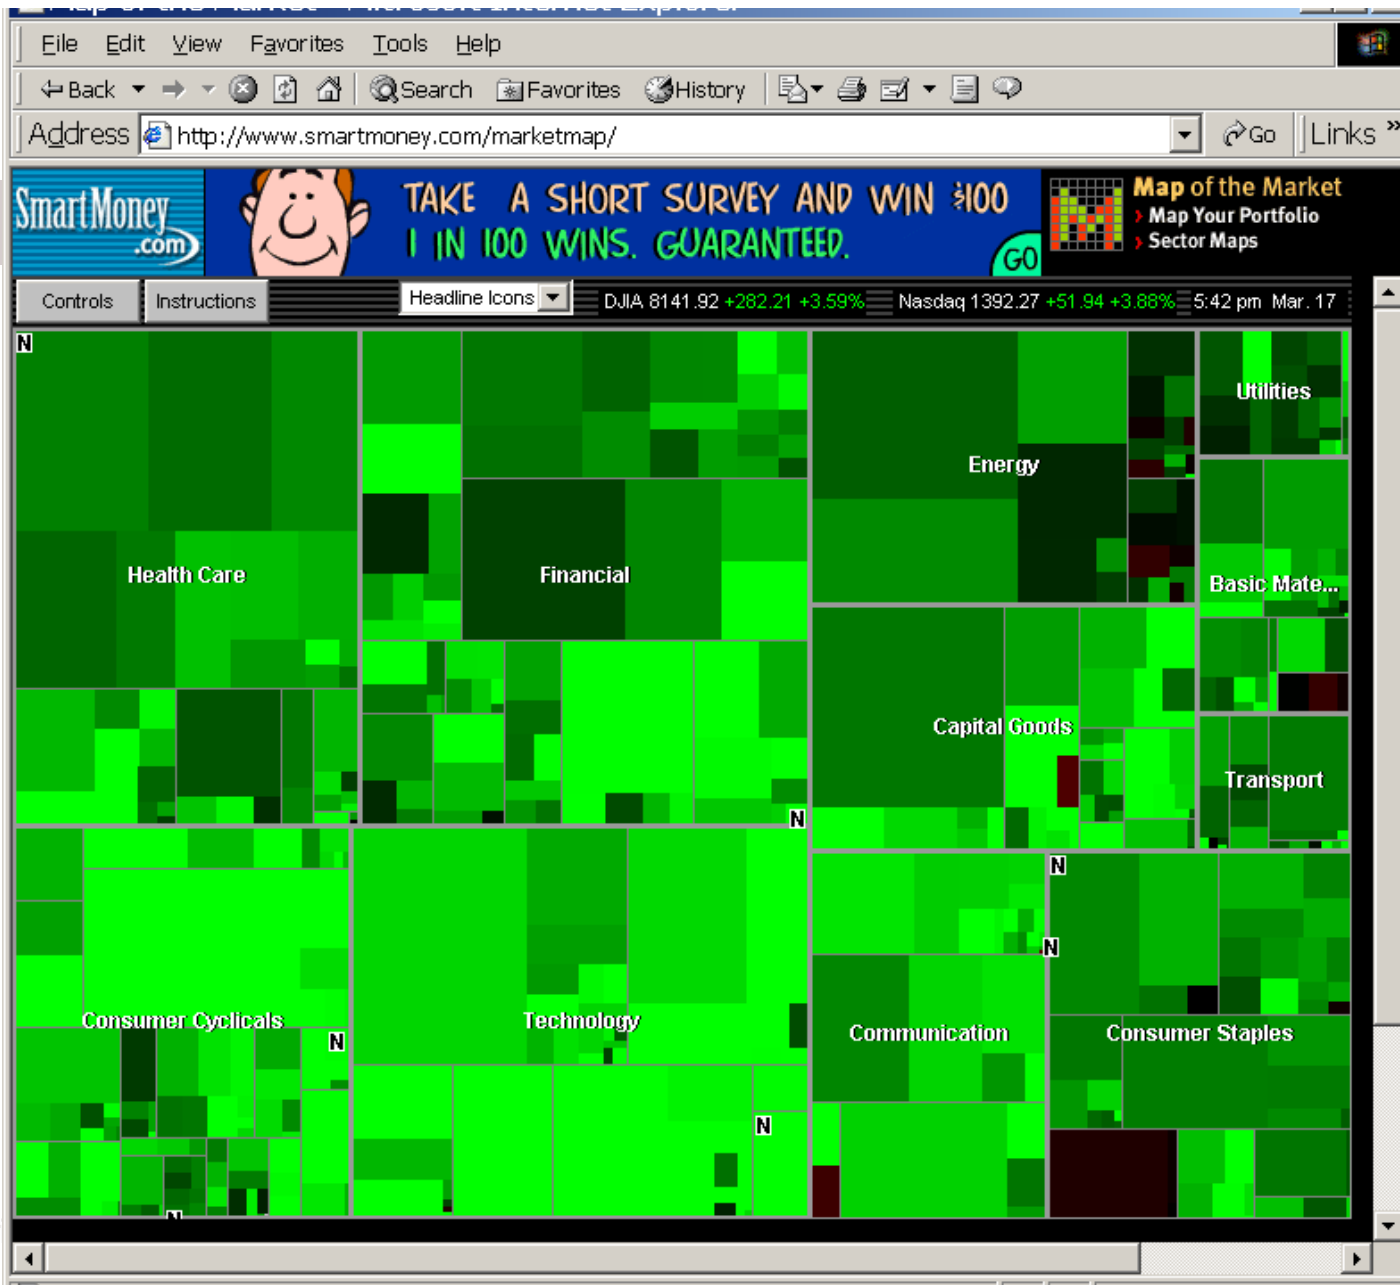 Map of the Market - Microsoft Internet Explorer
File Edit View Favorites Tools Help
Back Search Favorites History
Address http://www.smartmoney.com/marketmap/ Go Links »
SmartMoney
.com
TAKE A SHORT SURVEY AND WIN $100
1 IN 100 WINS. GUARANTEED.
GO
Map of the Market
Map Your Portfolio
Sector Maps
Controls Instructions Headline Icons DJIA 8141.92 +282.21 +3.59% Nasdaq 1392.27 +51.94 +3.88% 5:42 pm Mar. 17
N
Utilities
Energy
Health Care
Financial
Basic Mate...
Capital Goods
Transport
N
N
N
Consumer Cyclicals
Technology
Communication
Consumer Staples
N
N
N